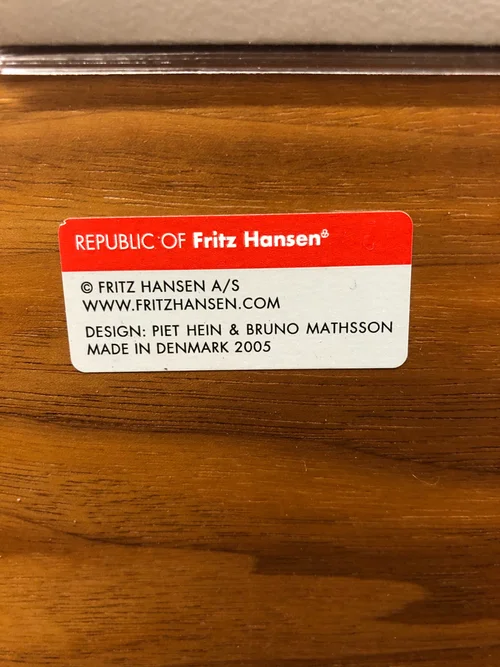 REPUBLIC OF Fritz Hansen®
© FRITZ HANSEN A/S
WWW.FRITZHANSEN.COM
DESIGN: PIET HEIN & BRUNO MATHSSON
MADE IN DENMARK 2005